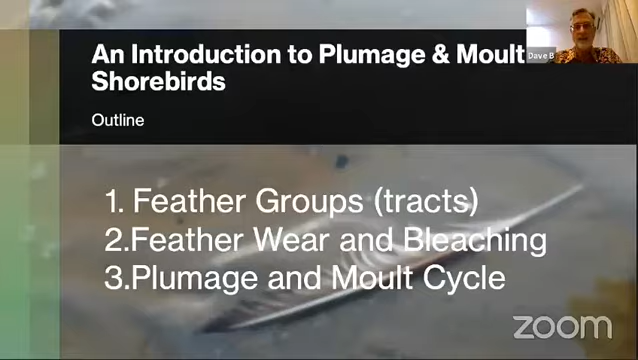 An Introduction to Plumage & Moult
Shorebirds
Outline
Dave B
1. Feather Groups (tracts)
2.Feather Wear and Bleaching
3.Plumage and Moult Cycle
zoom